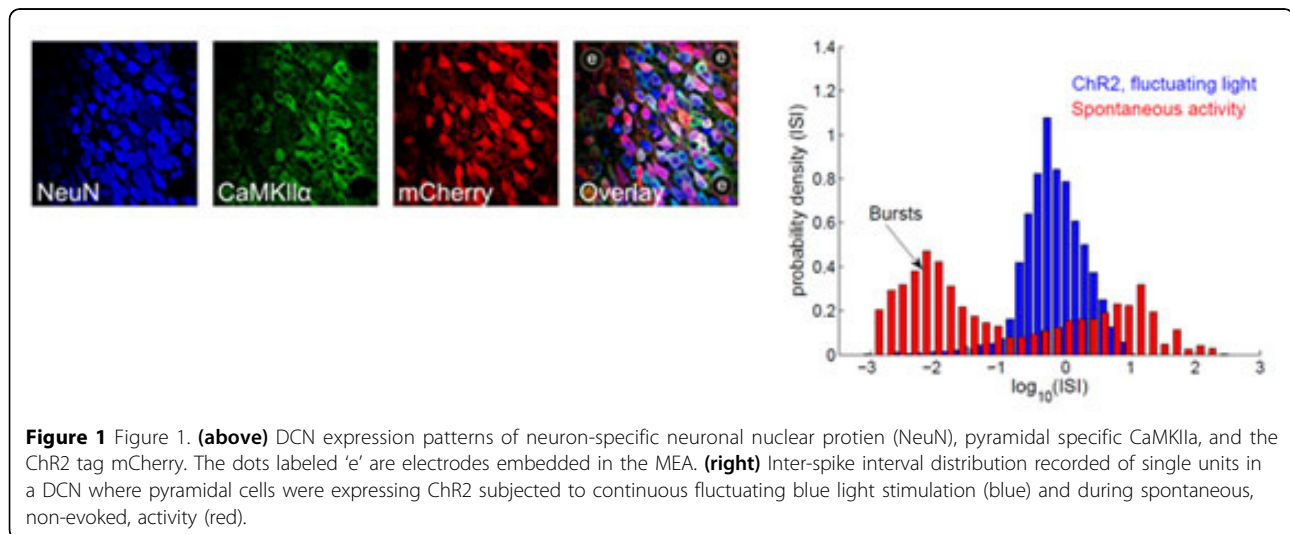 NeuN
CaMKIIα
mCherry
Overlay
e
e
e
1.4
1.2
1
0.8
0.6
0.4
0.2
0
probability density (ISI)
ChR2, fluctuating light
Spontaneous activity
Bursts
−3 −2 −1 0 1 2 3
log10(ISI)
Figure 1 Figure 1. (above) DCN expression patterns of neuron-specific neuronal nuclear protien (NeuN), pyramidal specific CaMKIIa, and the
ChR2 tag mCherry. The dots labeled ‘e’ are electrodes embedded in the MEA. (right) Inter-spike interval distribution recorded of single units in
a DCN where pyramidal cells were expressing ChR2 subjected to continuous fluctuating blue light stimulation (blue) and during spontaneous,
non-evoked, activity (red).